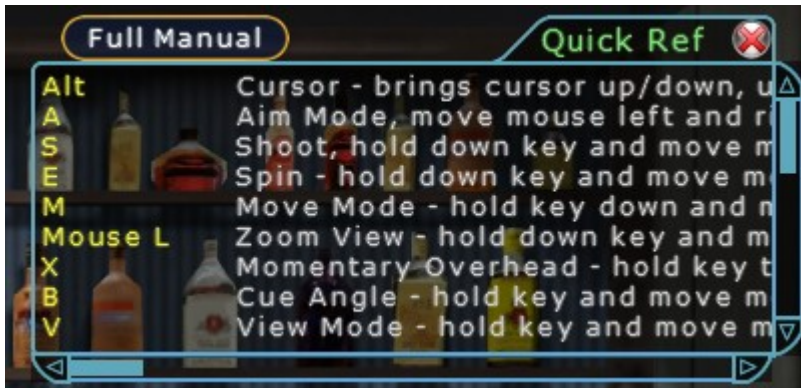 Full Manual
Quick Ref
Alt Cursor - brings cursor up/down, u
A Aim Mode, move mouse left and ri
S Shoot, hold down key and move m
E Spin - hold down key and move m
M Move Mode - hold key down and m
Mouse L Zoom View - hold down key and m
X Momentary Overhead - hold key t
B Cue Angle - hold key and move m
V View Mode - hold key and move m